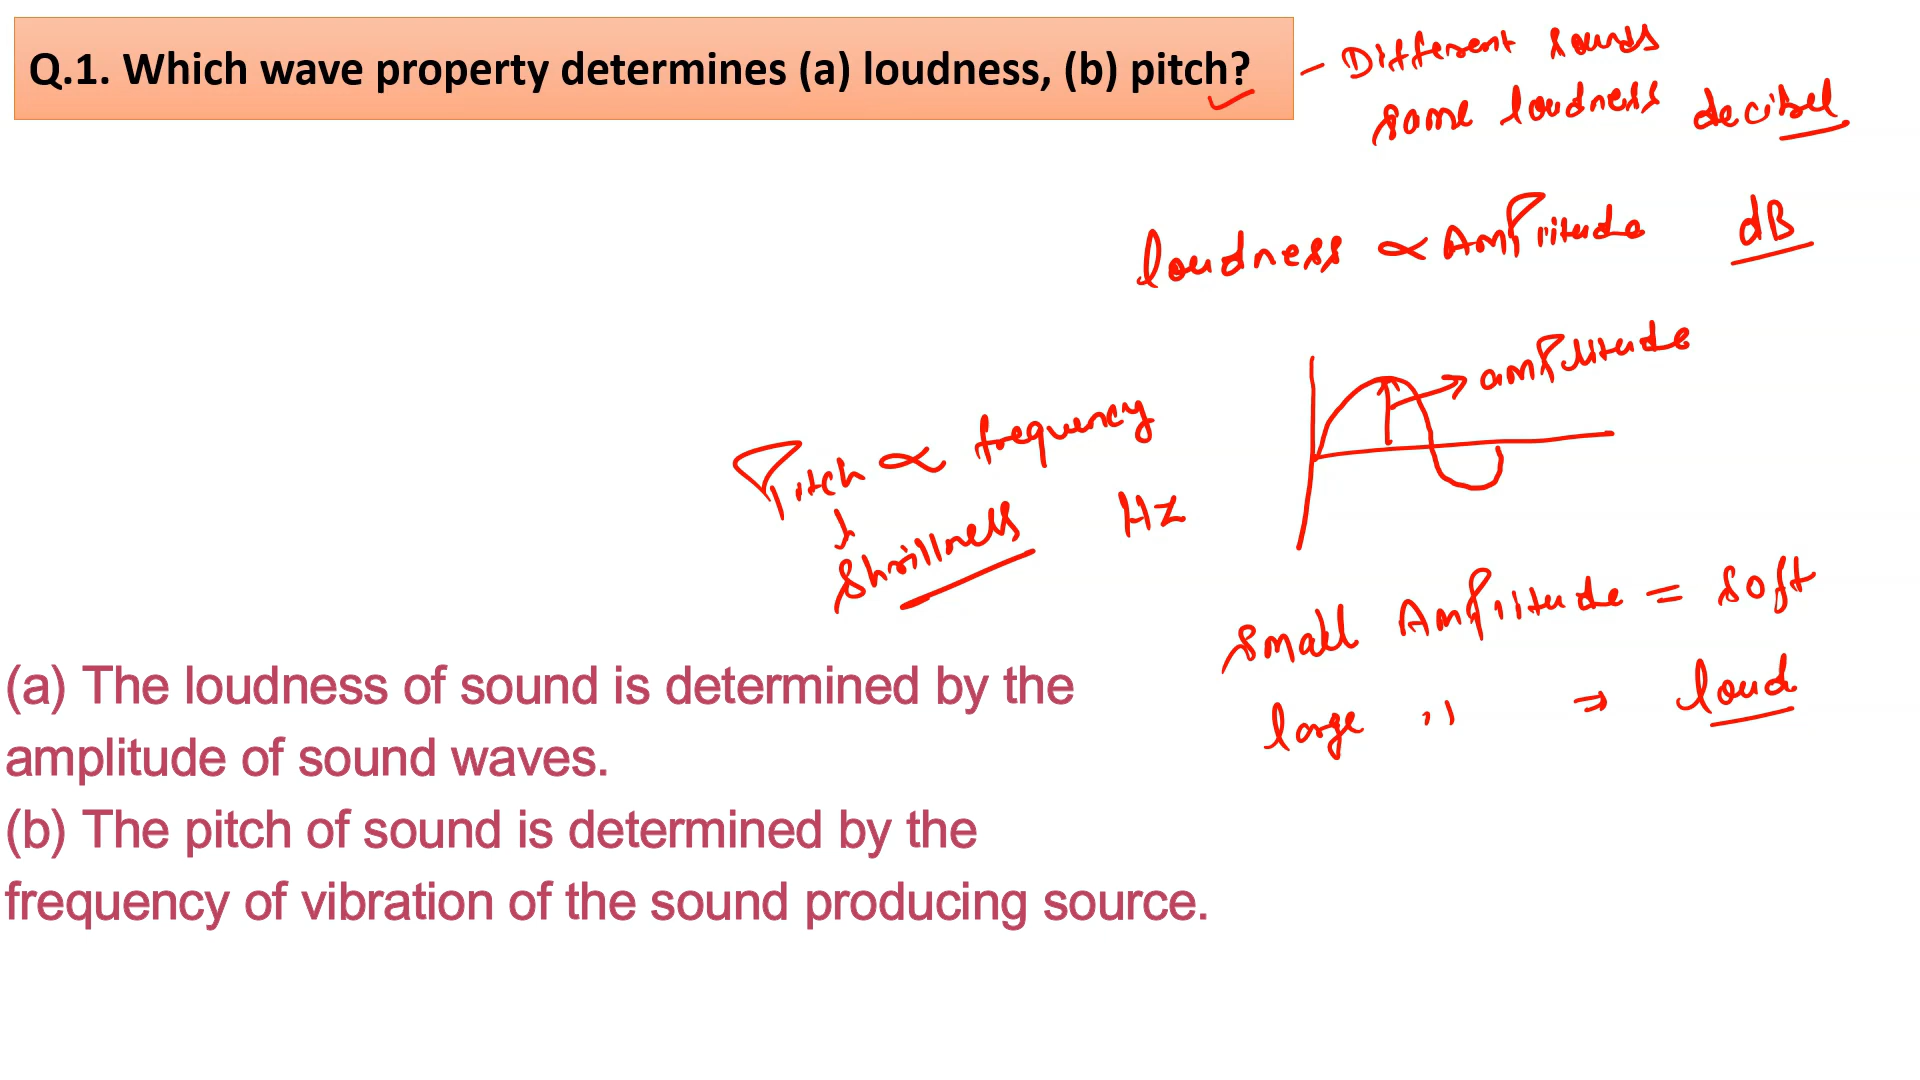 Q.1. Which wave property determines (a) loudness, (b) pitch?
- Different sounds
same loudness decibel
loudness ∝ Amplitude dB
amplitude
Pitch ∝ frequency
Shrillness Hz
Small Amplitude = soft
large " ⇒ loud
(a) The loudness of sound is determined by the
amplitude of sound waves.
(b) The pitch of sound is determined by the
frequency of vibration of the sound producing source.